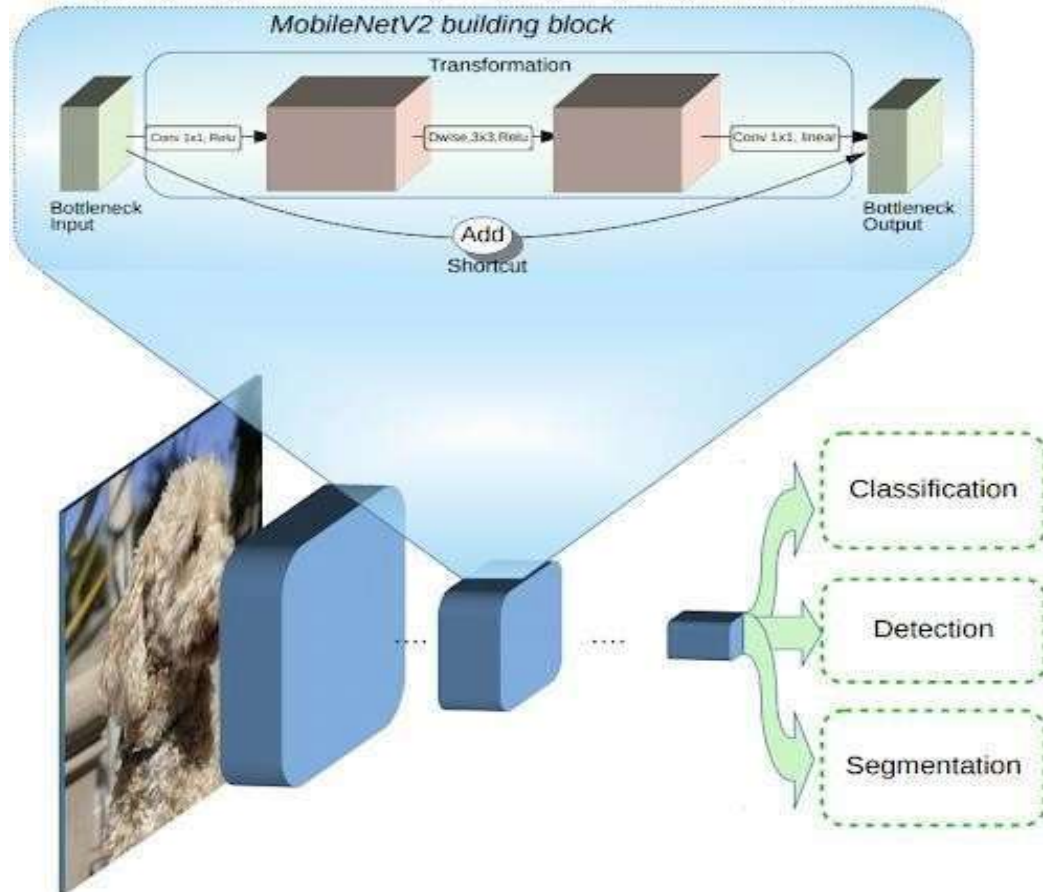 MobileNetV2 building block
Transformation
Conv 1x1, Relu
Dwise,3x3,Relu
Conv 1x1, linear
Bottleneck
Input
Add
Shortcut
Bottleneck
Output
Classification
Detection
Segmentation